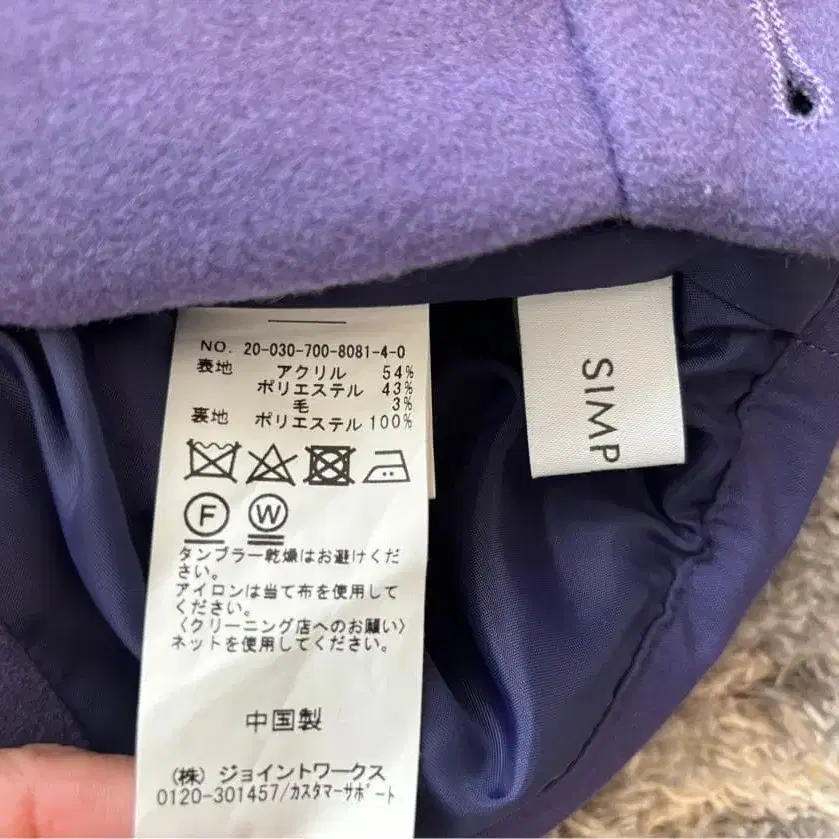 NO. 20-030-700-8081-4-0
表地 アクリル 54%
ポリエステル 43%
毛 3%
裏地 ポリエステル 100%
F W
タンブラー乾燥はお避けくだ
さい。
アイロンは当て布を使用して
ください。
〈クリーニング店へのお願い〉
ネットを使用してください。
中国製
(株) ジョイントワークス
0120-301457/カスタマーサポート
SIMP